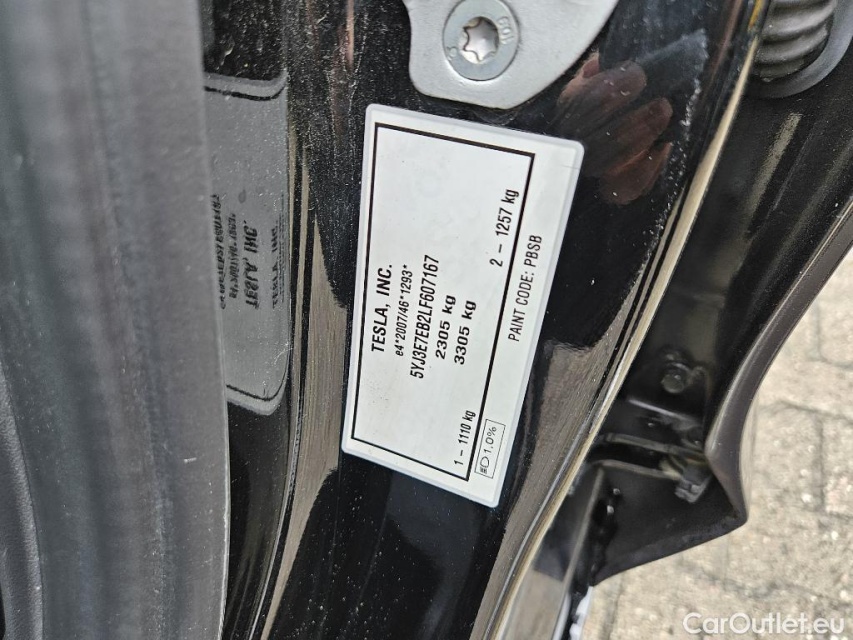 TESLA, INC.
e4*2007/46*1293*
5YJ3E7EB2LF607167
2305 kg
3305 kg
1 – 1110 kg
2 – 1257 kg
1.0%
PAINT CODE: PBSB
CarOutlet.eu